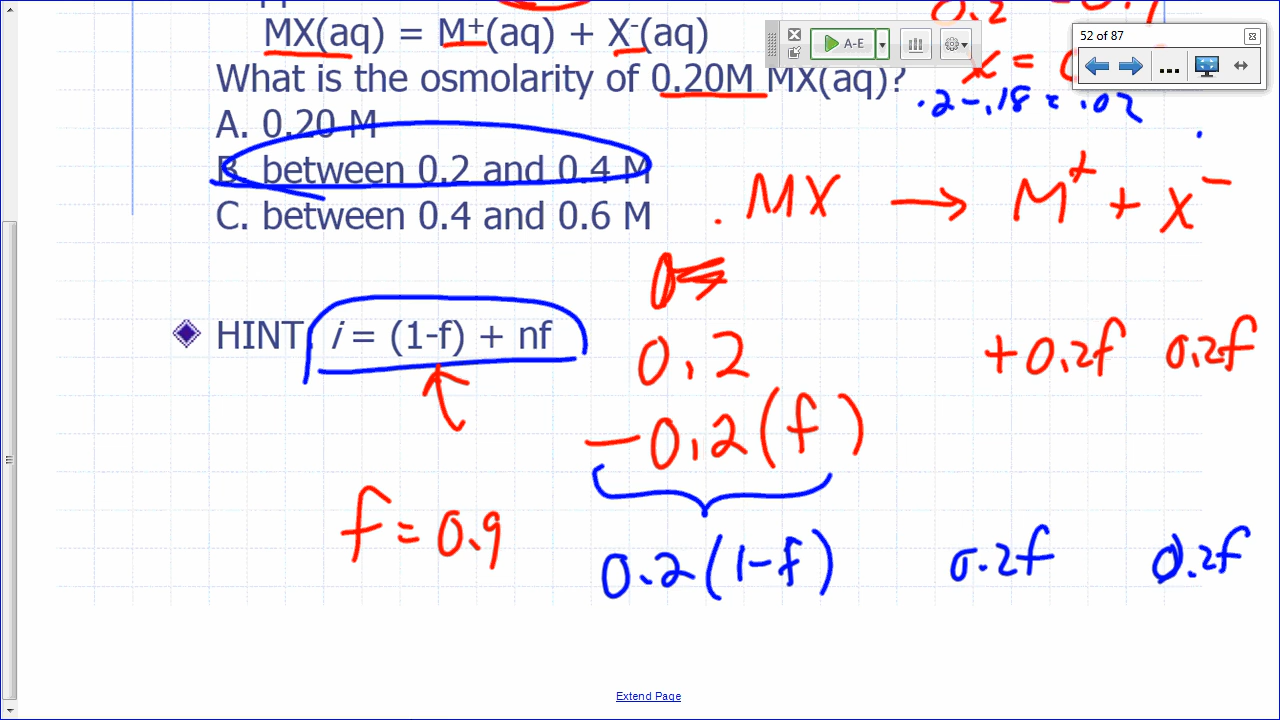 MX(aq) = M⁺(aq) + X⁻(aq)
What is the osmolarity of 0.20M MX(aq)?
A. 0.20 M
B. between 0.2 and 0.4 M
C. between 0.4 and 0.6 M
HINT i = (1-f) + nf
A-E
52 of 87
0.2
x =
.2 - .18 = .02
MX → M⁺ + X⁻
0.2 +0.2f 0.2f
-0.2(f)
f = 0.9
0.2(1-f) 0.2f 0.2f
Extend Page